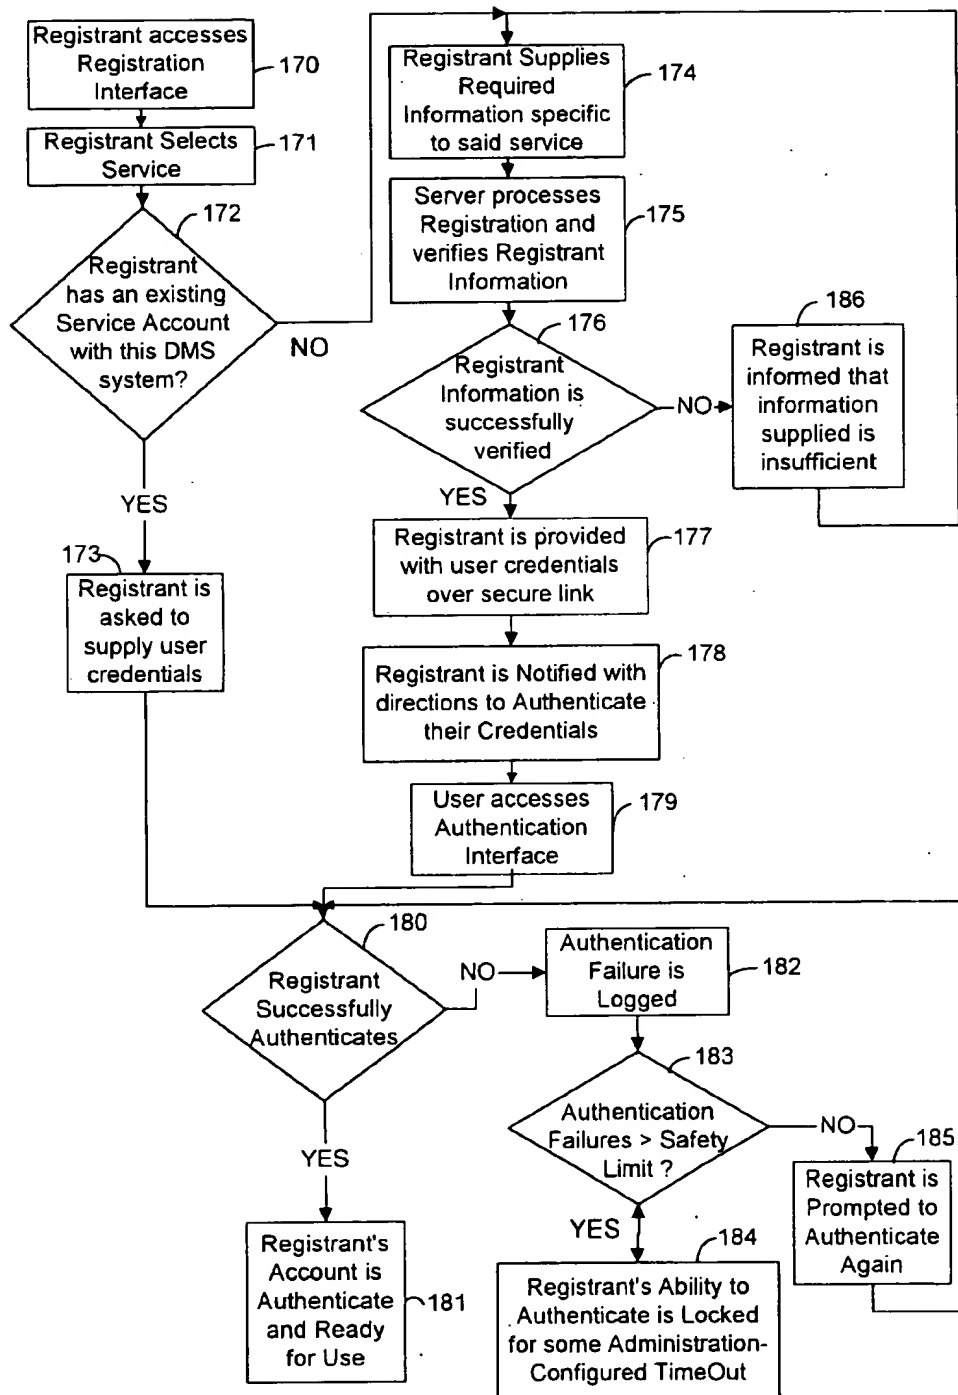 Registrant accesses
Registration
Interface
170
Registrant Selects
Service
171
172
Registrant
has an existing
Service Account
with this DMS
system?
NO
YES
173
Registrant is
asked to
supply user
credentials
Registrant Supplies
Required
Information specific
to said service
174
Server processes
Registration and
verifies Registrant
Information
175
176
Registrant
Information is
successfully
verified
NO
YES
186
Registrant is
informed that
information
supplied is
insufficient
Registrant is provided
with user credentials
over secure link
177
Registrant is Notified with
directions to Authenticate
their Credentials
178
User accesses
Authentication
Interface
179
180
Registrant
Successfully
Authenticates
NO
YES
Registrant's
Account is
Authenticate
and Ready
for Use
181
Authentication
Failure is
Logged
182
183
Authentication
Failures > Safety
Limit ?
NO
YES
184
Registrant's Ability to
Authenticate is Locked
for some Administration-
Configured TimeOut
185
Registrant is
Prompted to
Authenticate
Again